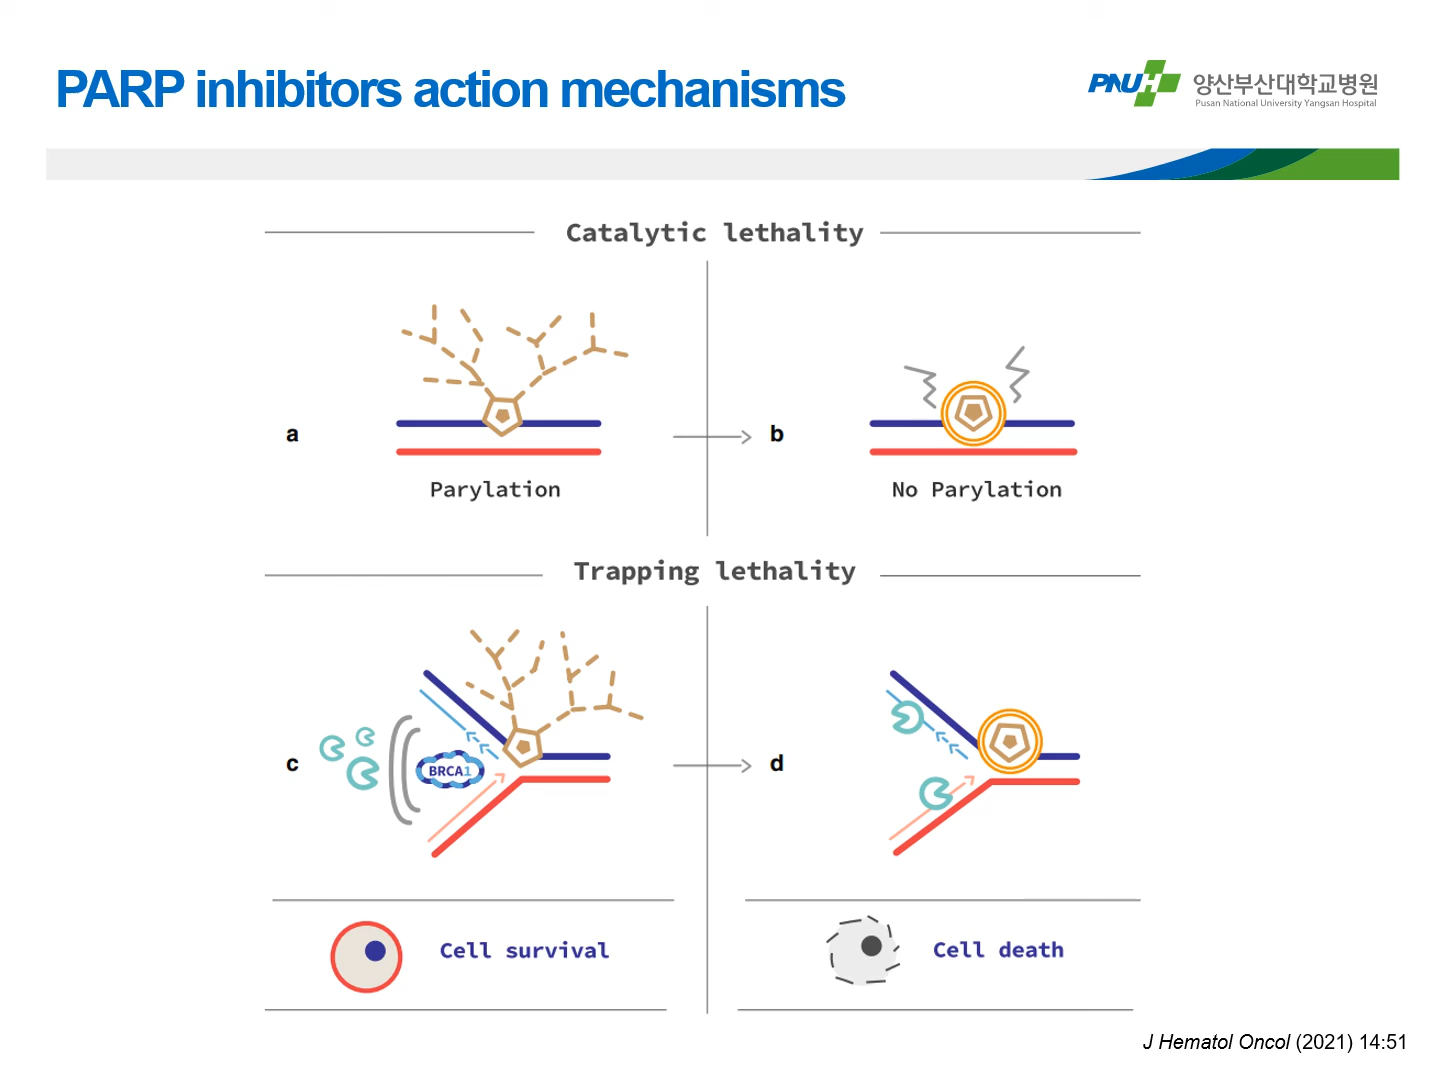 PARP inhibitors action mechanisms
PNUH 양산부산대학교병원
Pusan National University Yangsan Hospital
Catalytic lethality
a
b
Parylation
No Parylation
Trapping lethality
c
BRCA1
d
Cell survival
Cell death
J Hematol Oncol (2021) 14:51